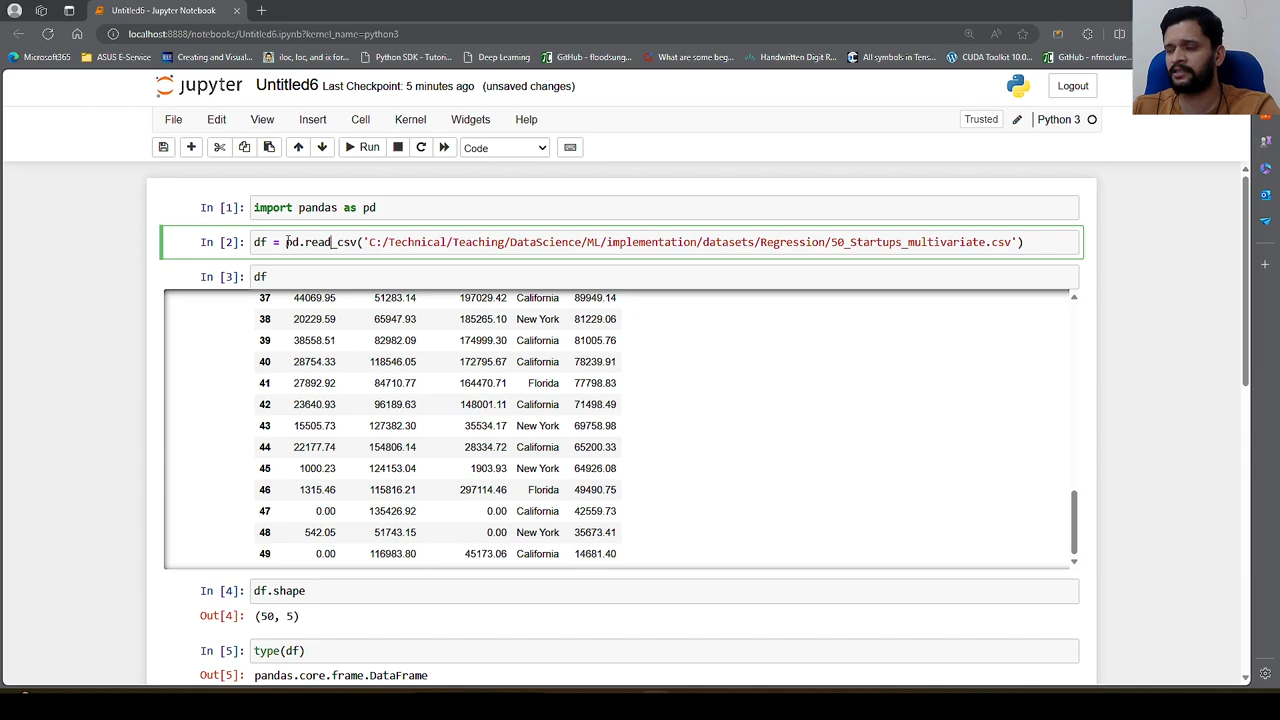 Untitled6 - Jupyter Notebook
localhost:8888/notebooks/Untitled6.ipynb?kernel_name=python3
Microsoft365 ASUS E-Service Creating and Visual... Python SDK - Tutori... Deep Learning GitHub - floodsung... What are some beg... Handwritten Digit R... All symbols in Tens... CUDA Toolkit 10.0... GitHub - nfmcclure...
jupyter Untitled6 Last Checkpoint: 5 minutes ago (unsaved changes) Logout
File Edit View Insert Cell Kernel Widgets Help Trusted Python 3
Run Code
In [1]: import pandas as pd
In [2]: df = pd.read_csv('C:/Technical/Teaching/DataScience/ML/implementation/datasets/Regression/50_Startups_multivariate.csv')
In [3]: df
37 44069.95 51283.14 197029.42 California 89949.14
38 20229.59 65947.93 185265.10 New York 81229.06
39 38558.51 82982.09 174999.30 California 81005.76
40 28754.33 118546.05 172795.67 California 78239.91
41 27892.92 84710.77 164470.71 Florida 77798.83
42 23640.93 96189.63 148001.11 California 71498.49
43 15505.73 127382.30 35534.17 New York 69758.98
44 22177.74 154806.14 28334.72 California 65200.33
45 1000.23 124153.04 1903.93 New York 64926.08
46 1315.46 115816.21 297114.46 Florida 49490.75
47 0.00 135426.92 0.00 California 42559.73
48 542.05 51743.15 0.00 New York 35673.41
49 0.00 116983.80 45173.06 California 14681.40
In [4]: df.shape
Out[4]: (50, 5)
In [5]: type(df)
Out[5]: pandas.core.frame.DataFrame